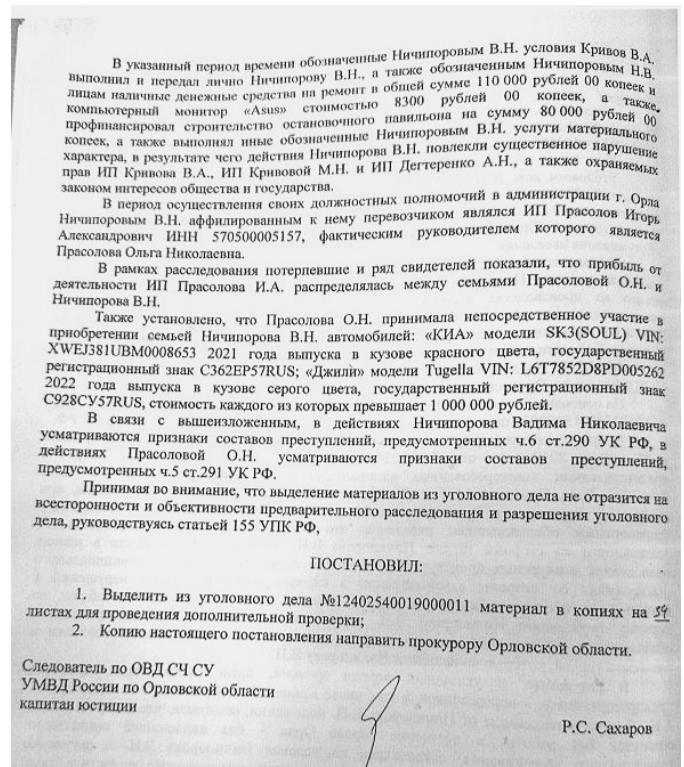 В указанный период времени обозначенные Ничипоровым В.Н. условия Кривов В.А.
выполнил и передал лично Ничипорову В.Н., а также обозначенным Ничипоровым Н.В.
лицам наличные денежные средства на ремонт в общей сумме 110 000 рублей 00 копеек и
компьютерный монитор «Asus» стоимостью 8300 рублей 00 копеек, а также,
профинансировал строительство остановочного павильона на сумму 80 000 рублей 00
копеек, а также выполнял иные обозначенные Ничипоровым В.Н. услуги материального
характера, в результате чего действия Ничипорова В.Н. повлекли существенное нарушение
прав ИП Кривова В.А., ИП Кривовой М.Н. и ИП Дегтеренко А.Н., а также охраняемых
законом интересов общества и государства.
В период осуществления своих должностных полномочий в администрации г. Орла
Ничипоровым В.Н. аффилированным к нему перевозчиком являлся ИП Прасолов Игорь
Александрович ИНН 570500005157, фактическим руководителем которого является
Прасолова Ольга Николаевна.
В рамках расследования потерпевшие и ряд свидетелей показали, что прибыль от
деятельности ИП Прасолова И.А. распределялась между семьями Прасоловой О.Н. и
Ничипорова В.Н.
Также установлено, что Прасолова О.Н. принимала непосредственное участие в
приобретении семьей Ничипорова В.Н. автомобилей: «КИА» модели SK3(SOUL) VIN:
XWEJ381UBM0008653 2021 года выпуска в кузове красного цвета, государственный
регистрационный знак С362ЕР57RUS; «Джили» модели Tugella VIN: L6T7852D8PD005262
2022 года выпуска в кузове серого цвета, государственный регистрационный знак
С928СУ57RUS, стоимость каждого из которых превышает 1 000 000 рублей.
В связи с вышеизложенным, в действиях Ничипорова Вадима Николаевича
усматриваются признаки составов преступлений, предусмотренных ч.6 ст.290 УК РФ, в
действиях Прасоловой О.Н. усматриваются признаки составов преступлений,
предусмотренных ч.5 ст.291 УК РФ.
Принимая во внимание, что выделение материалов из уголовного дела не отразится на
всесторонности и объективности предварительного расследования и разрешения уголовного
дела, руководствуясь статьей 155 УПК РФ,
ПОСТАНОВИЛ:
1. Выделить из уголовного дела №12402540019000011 материал в копиях на
листах для проведения дополнительной проверки;
2. Копию настоящего постановления направить прокурору Орловской области.
Следователь по ОВД СЧ СУ
УМВД России по Орловской области
капитан юстиции
Р.С. Сахаров